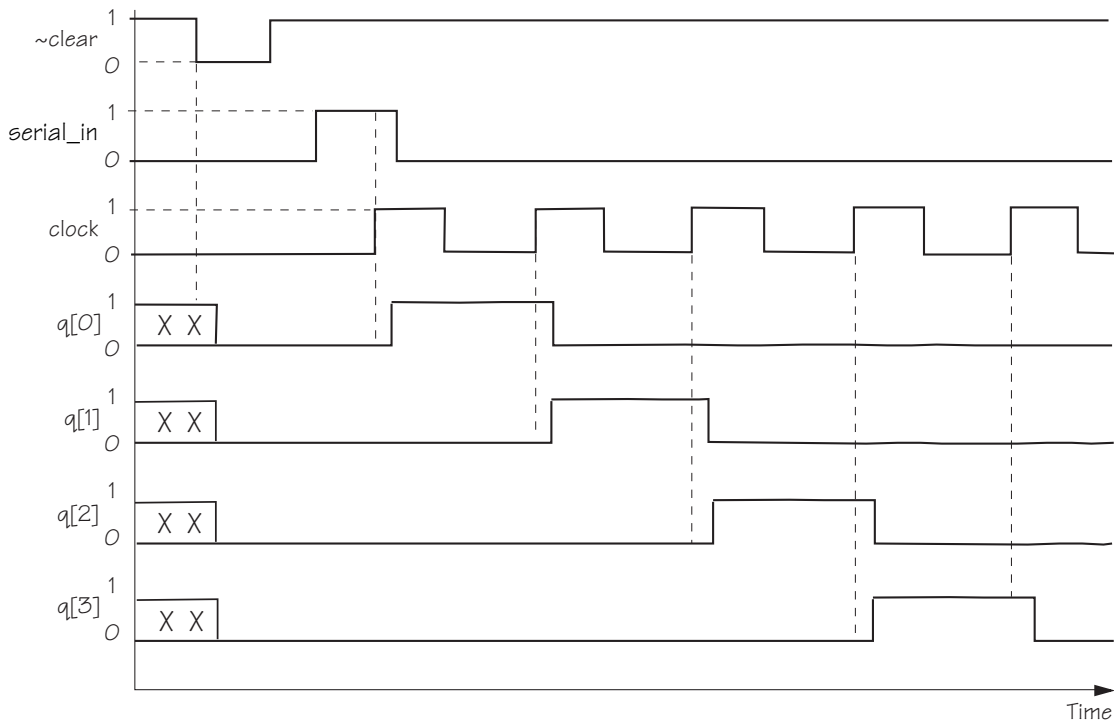 1
~clear
0
1
serial_in
0
1
clock
0
1
q[0] X X
0
1
q[1] X X
0
1
q[2] X X
0
1
q[3] X X
0
Time